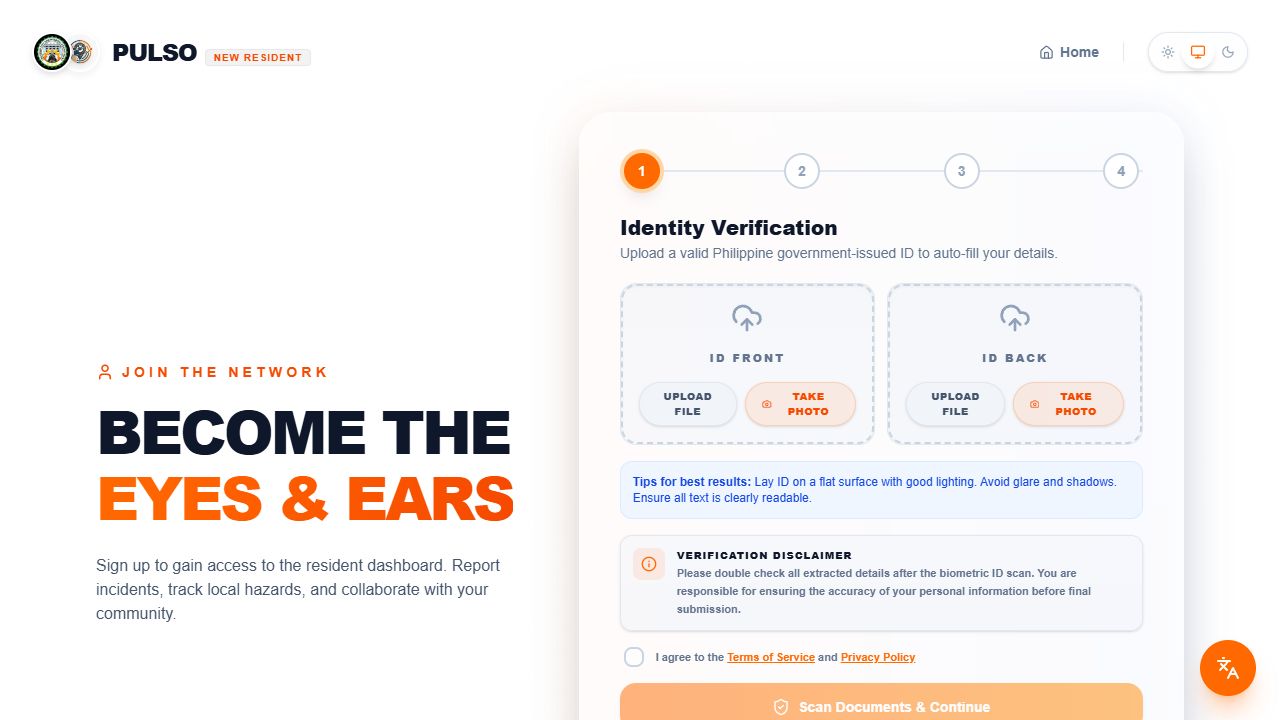 PULSO NEW RESIDENT
Home
1 2 3 4
Identity Verification
Upload a valid Philippine government-issued ID to auto-fill your details.
ID FRONT
UPLOAD
FILE
TAKE
PHOTO
ID BACK
UPLOAD
FILE
TAKE
PHOTO
Tips for best results: Lay ID on a flat surface with good lighting. Avoid glare and shadows.
Ensure all text is clearly readable.
VERIFICATION DISCLAIMER
Please double check all extracted details after the biometric ID scan. You are
responsible for ensuring the accuracy of your personal information before final
submission.
I agree to the Terms of Service and Privacy Policy
Scan Documents & Continue
JOIN THE NETWORK
BECOME THE
EYES & EARS
Sign up to gain access to the resident dashboard. Report
incidents, track local hazards, and collaborate with your
community.